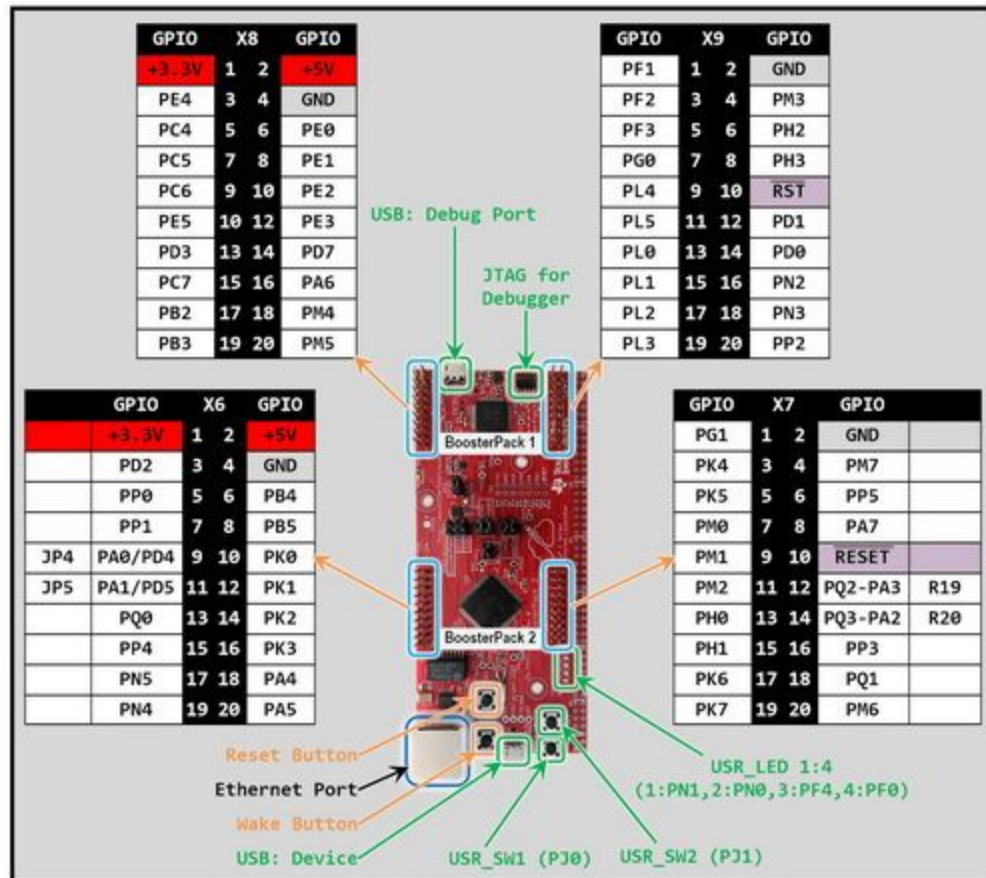 GPIO X8 GPIO
+3.3V 1 2 +5V
PE4 3 4 GND
PC4 5 6 PE0
PC5 7 8 PE1
PC6 9 10 PE2
PE5 10 12 PE3
PD3 13 14 PD7
PC7 15 16 PA6
PB2 17 18 PM4
PB3 19 20 PM5
GPIO X9 GPIO
PF1 1 2 GND
PF2 3 4 PM3
PF3 5 6 PH2
PG0 7 8 PH3
PL4 9 10 RST
PL5 11 12 PD1
PL0 13 14 PD0
PL1 15 16 PN2
PL2 17 18 PN3
PL3 19 20 PP2
USB: Debug Port
JTAG for
Debugger
BoosterPack 1
GPIO X6 GPIO
+3.3V 1 2 +5V
PD2 3 4 GND
PP0 5 6 PB4
PP1 7 8 PB5
JP4 PA0/PD4 9 10 PK0
JP5 PA1/PD5 11 12 PK1
PQ0 13 14 PK2
PP4 15 16 PK3
PN5 17 18 PA4
PN4 19 20 PA5
GPIO X7 GPIO
PG1 1 2 GND
PK4 3 4 PM7
PK5 5 6 PP5
PM0 7 8 PA7
PM1 9 10 RESET
PM2 11 12 PQ2-PA3 R19
PH0 13 14 PQ3-PA2 R20
PH1 15 16 PP3
PK6 17 18 PQ1
PK7 19 20 PM6
BoosterPack 2
Reset Button
Ethernet Port
Wake Button
USB: Device
USR_SW1 (PJ0)
USR_SW2 (PJ1)
USR_LED 1:4
(1:PN1,2:PN0,3:PF4,4:PF0)